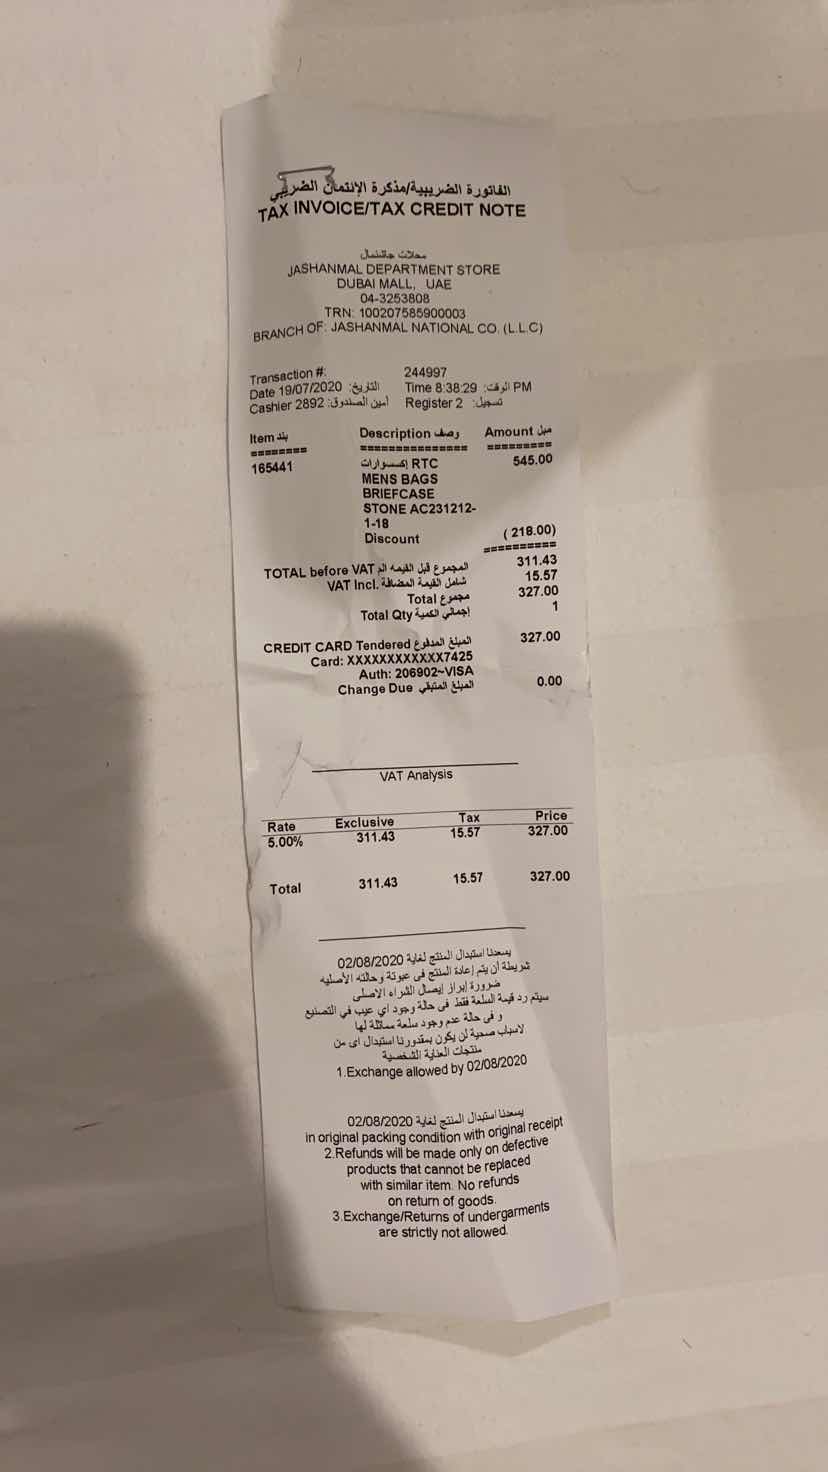 الفاتورة الضريبية/مذكرة الإئتمان الضريبي
TAX INVOICE/TAX CREDIT NOTE
محلات جاشنمال
JASHANMAL DEPARTMENT STORE
DUBAI MALL, UAE
04-3253808
TRN: 100207585900003
BRANCH OF: JASHANMAL NATIONAL CO. (L.L.C)
Transaction #: 244997
Date 19/07/2020 التاريخ: Time 8:38:29 الوقت: PM
Cashier 2892 أمين الصندوق: Register 2 تسجيل:
Item بند Description وصف Amount مبل
======== =============== =========
165441 إكسسوارات RTC 545.00
MENS BAGS
BRIEFCASE
STONE AC231212-
1-18
Discount ( 218.00)
==========
TOTAL before VAT المجموع قبل القيمه الم 311.43
VAT Incl. شامل القيمة المضافة 15.57
Total مجموع 327.00
Total Qty إجمالي الكمية 1
CREDIT CARD Tendered المبلغ المدفوع 327.00
Card: XXXXXXXXXXXX7425
Auth: 206902~VISA
Change Due المبلغ المتبقي 0.00
VAT Analysis
Rate Exclusive Tax Price
5.00% 311.43 15.57 327.00
Total 311.43 15.57 327.00
يسعدنا استبدال المنتج لغاية 02/08/2020
شريطة أن يتم إعادة المنتج فى عبوتة وحالته الأصليه
ضرورة إبراز إيصال الشراء الاصلى
سيتم رد قيمة السلعة فقط فى حالة وجود أي عيب في التصنيع
و فى حالة عدم وجود سلعة مماثلة لها
لاسباب صحية لن يكون بمقدورنا استبدال اى من
منتجات العناية الشخصية
1.Exchange allowed by 02/08/2020
يسعدنا استبدال المنتج لغاية 02/08/2020
in original packing condition with original receipt
2.Refunds will be made only on defective
products that cannot be replaced
with similar item. No refunds
on return of goods.
3.Exchange/Returns of undergarments
are strictly not allowed.